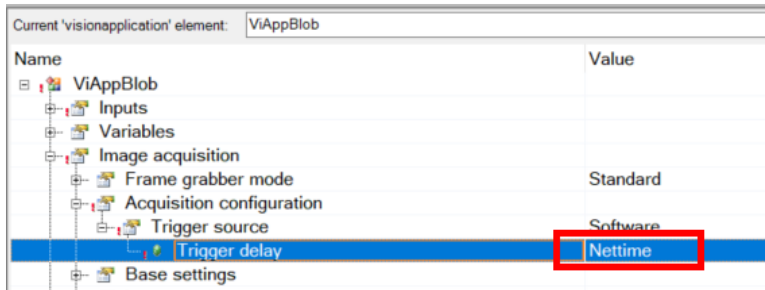 Current 'visionapplication' element: ViAppBlob
Name Value
ViAppBlob
Inputs
Variables
Image acquisition
Frame grabber mode Standard
Acquisition configuration
Trigger source Software
Trigger delay Nettime
Base settings